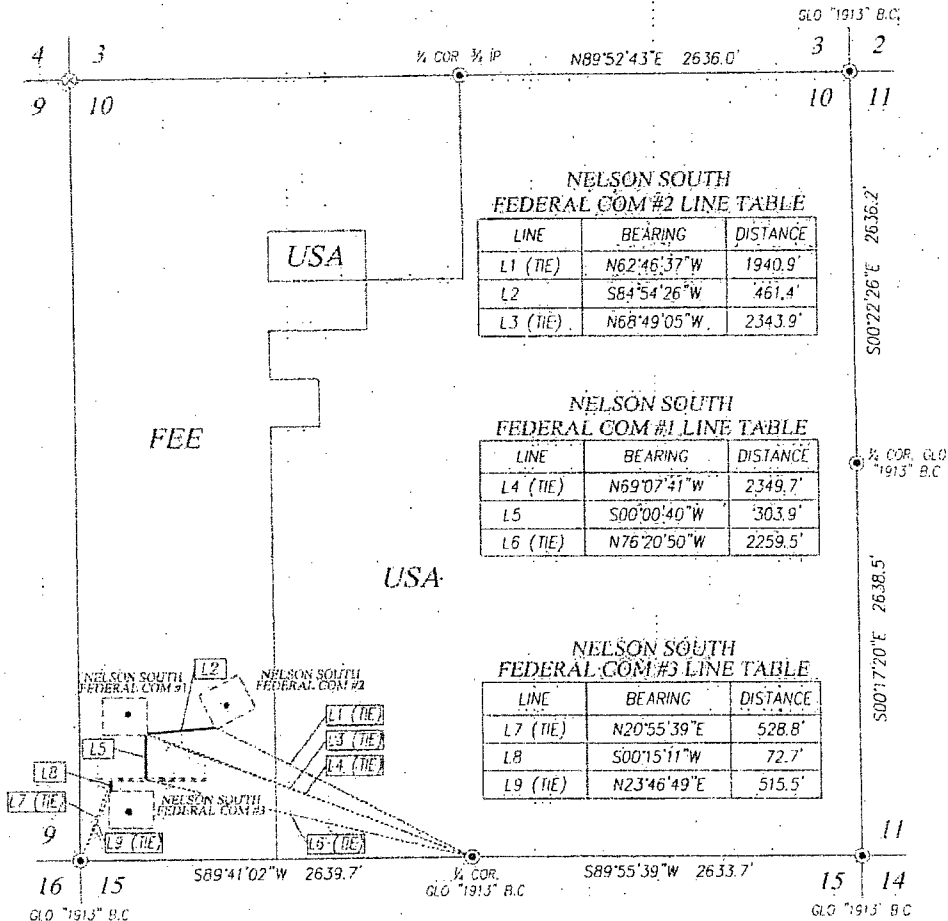 GLO "1913" B.C.
4 3
¼ COR ¾ IP
N89°52'43"E 2636.0'
3 2
9 10
10 11
S00°22'26"E 2636.2'
NELSON SOUTH
FEDERAL COM #2 LINE TABLE
LINE BEARING DISTANCE
L1 (TIE) N62°46'37"W 1940.9'
L2 S84°54'26"W 461.4'
L3 (TIE) N68°49'05"W 2343.9'
USA
FEE
NELSON SOUTH
FEDERAL COM #1 LINE TABLE
LINE BEARING DISTANCE
L4 (TIE) N69°07'41"W 2349.7'
L5 S00°00'40"W 303.9'
L6 (TIE) N76°20'50"W 2259.5'
¼ COR. GLO
"1913" B.C
USA
S00°17'20"E 2638.5'
NELSON SOUTH
FEDERAL COM #3 LINE TABLE
LINE BEARING DISTANCE
L7 (TIE) N20°55'39"E 528.8'
L8 S00°15'11"W 72.7'
L9 (TIE) N23°46'49"E 515.5'
L2
NELSON SOUTH
FEDERAL COM #1
NELSON SOUTH
FEDERAL COM #2
L1 (TIE)
L3 (TIE)
L4 (TIE)
L5
L8
L7 (TIE)
NELSON SOUTH
FEDERAL COM #3
L9 (TIE)
L6 (TIE)
9
11
16 15
S89°41'02"W 2639.7'
¼ COR.
GLO "1913" B.C
S89°55'39"W 2633.7'
15 14
GLO "1913" B.C
GLO "1913" B.C